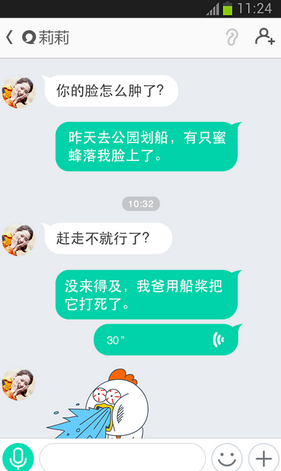 11:24
莉莉
你的脸怎么肿了?
昨天去公园划船，有只蜜
蜂落我脸上了。
10:32
赶走不就行了?
没来得及，我爸用船桨把
它打死了。
30"